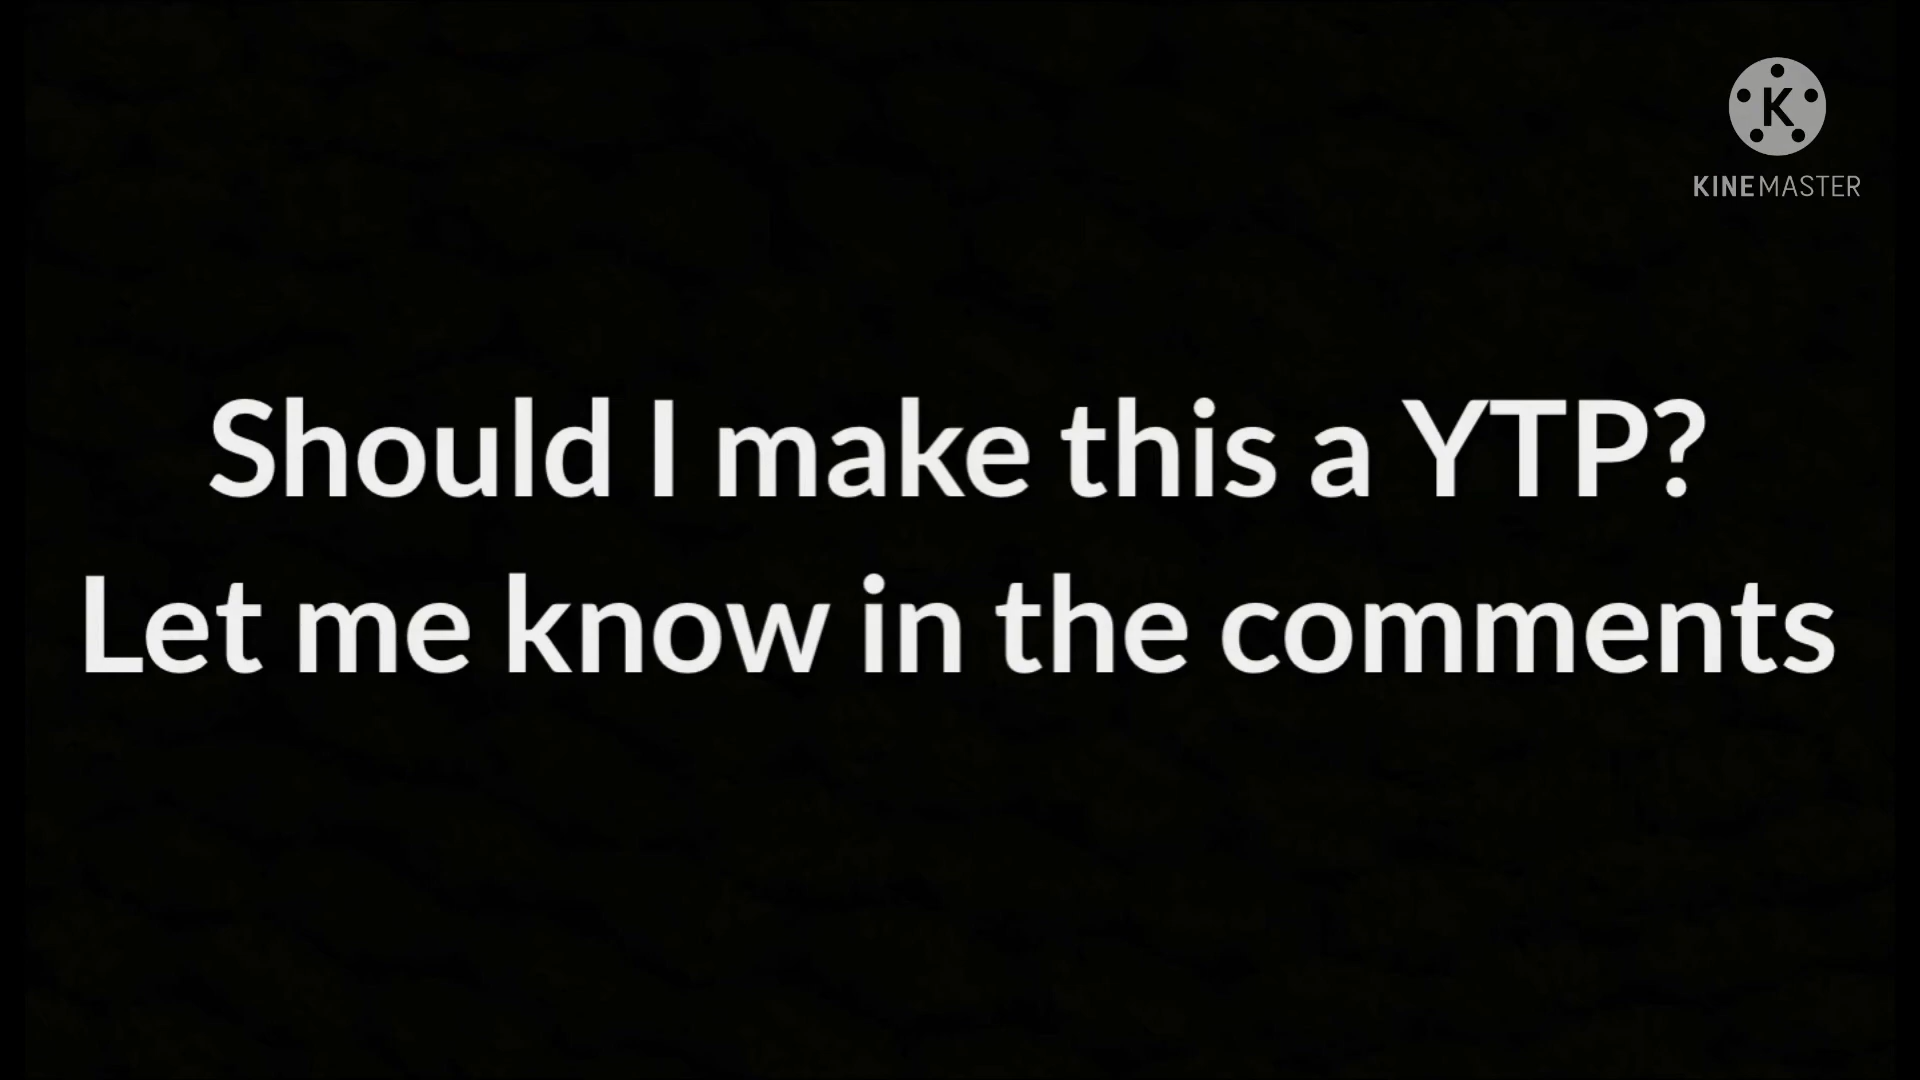 K
KINEMASTER
Should I make this a YTP?
Let me know in the comments